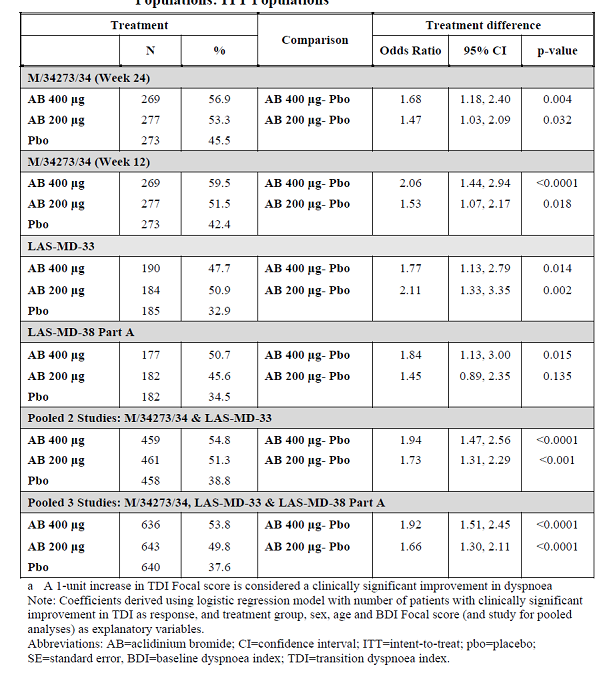 Populations: ITT Populations
Treatment Comparison Treatment difference
N % Odds Ratio 95% CI p-value
M/34273/34 (Week 24)
AB 400 µg 269 56.9 AB 400 µg- Pbo 1.68 1.18, 2.40 0.004
AB 200 µg 277 53.3 AB 200 µg- Pbo 1.47 1.03, 2.09 0.032
Pbo 273 45.5
M/34273/34 (Week 12)
AB 400 µg 269 59.5 AB 400 µg- Pbo 2.06 1.44, 2.94 <0.0001
AB 200 µg 277 51.5 AB 200 µg- Pbo 1.53 1.07, 2.17 0.018
Pbo 273 42.4
LAS-MD-33
AB 400 µg 190 47.7 AB 400 µg- Pbo 1.77 1.13, 2.79 0.014
AB 200 µg 184 50.9 AB 200 µg- Pbo 2.11 1.33, 3.35 0.002
Pbo 185 32.9
LAS-MD-38 Part A
AB 400 µg 177 50.7 AB 400 µg- Pbo 1.84 1.13, 3.00 0.015
AB 200 µg 182 45.6 AB 200 µg- Pbo 1.45 0.89, 2.35 0.135
Pbo 182 34.5
Pooled 2 Studies: M/34273/34 & LAS-MD-33
AB 400 µg 459 54.8 AB 400 µg- Pbo 1.94 1.47, 2.56 <0.0001
AB 200 µg 461 51.3 AB 200 µg- Pbo 1.73 1.31, 2.29 <0.001
Pbo 458 38.8
Pooled 3 Studies: M/34273/34, LAS-MD-33 & LAS-MD-38 Part A
AB 400 µg 636 53.8 AB 400 µg- Pbo 1.92 1.51, 2.45 <0.0001
AB 200 µg 643 49.8 AB 200 µg- Pbo 1.66 1.30, 2.11 <0.0001
Pbo 640 37.6
a A 1-unit increase in TDI Focal score is considered a clinically significant improvement in dyspnoea
Note: Coefficients derived using logistic regression model with number of patients with clinically significant
improvement in TDI as response, and treatment group, sex, age and BDI Focal score (and study for pooled
analyses) as explanatory variables.
Abbreviations: AB=aclidinium bromide; CI=confidence interval; ITT=intent-to-treat; pbo=placebo;
SE=standard error, BDI=baseline dyspnoea index; TDI=transition dyspnoea index.